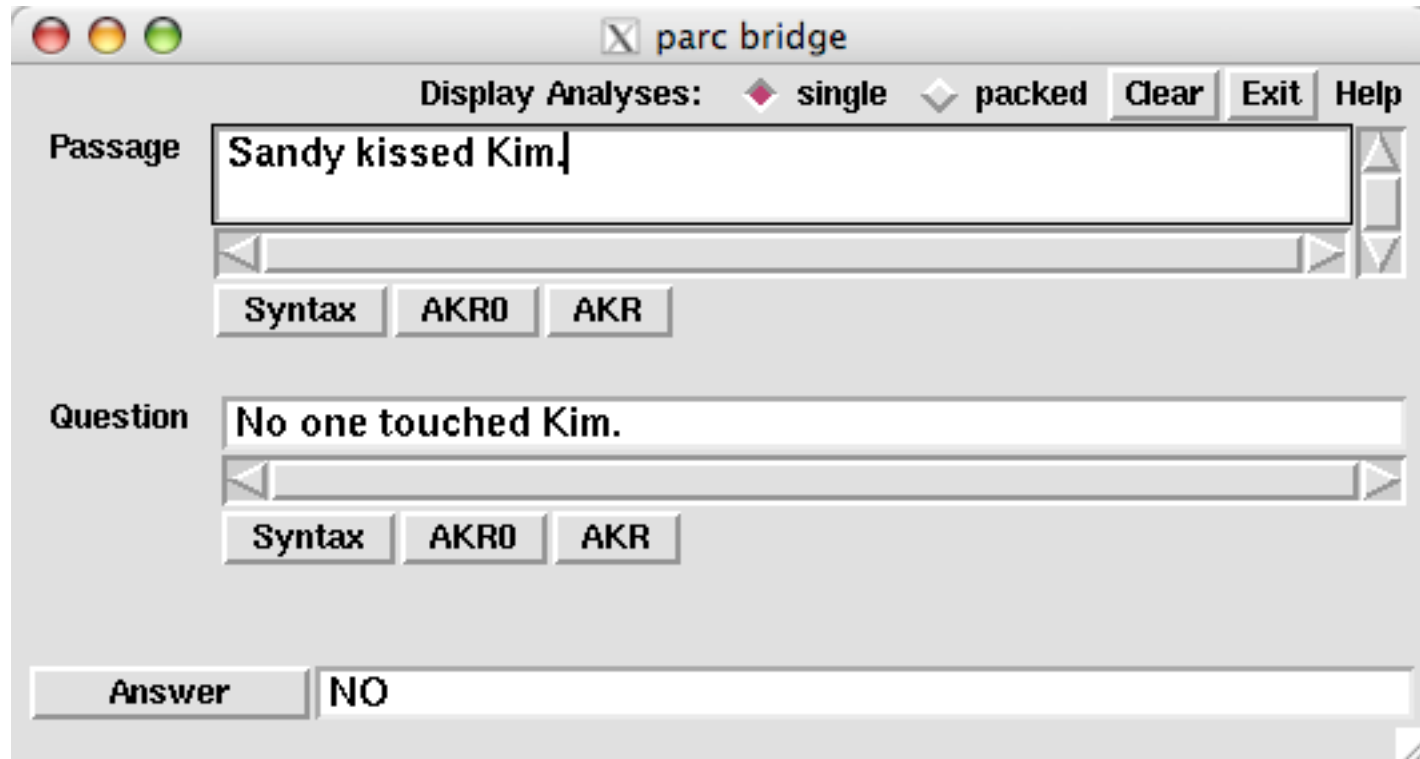 parc bridge
Display Analyses: single packed Clear Exit Help
Passage Sandy kissed Kim.
Syntax AKR0 AKR
Question No one touched Kim.
Syntax AKR0 AKR
Answer NO